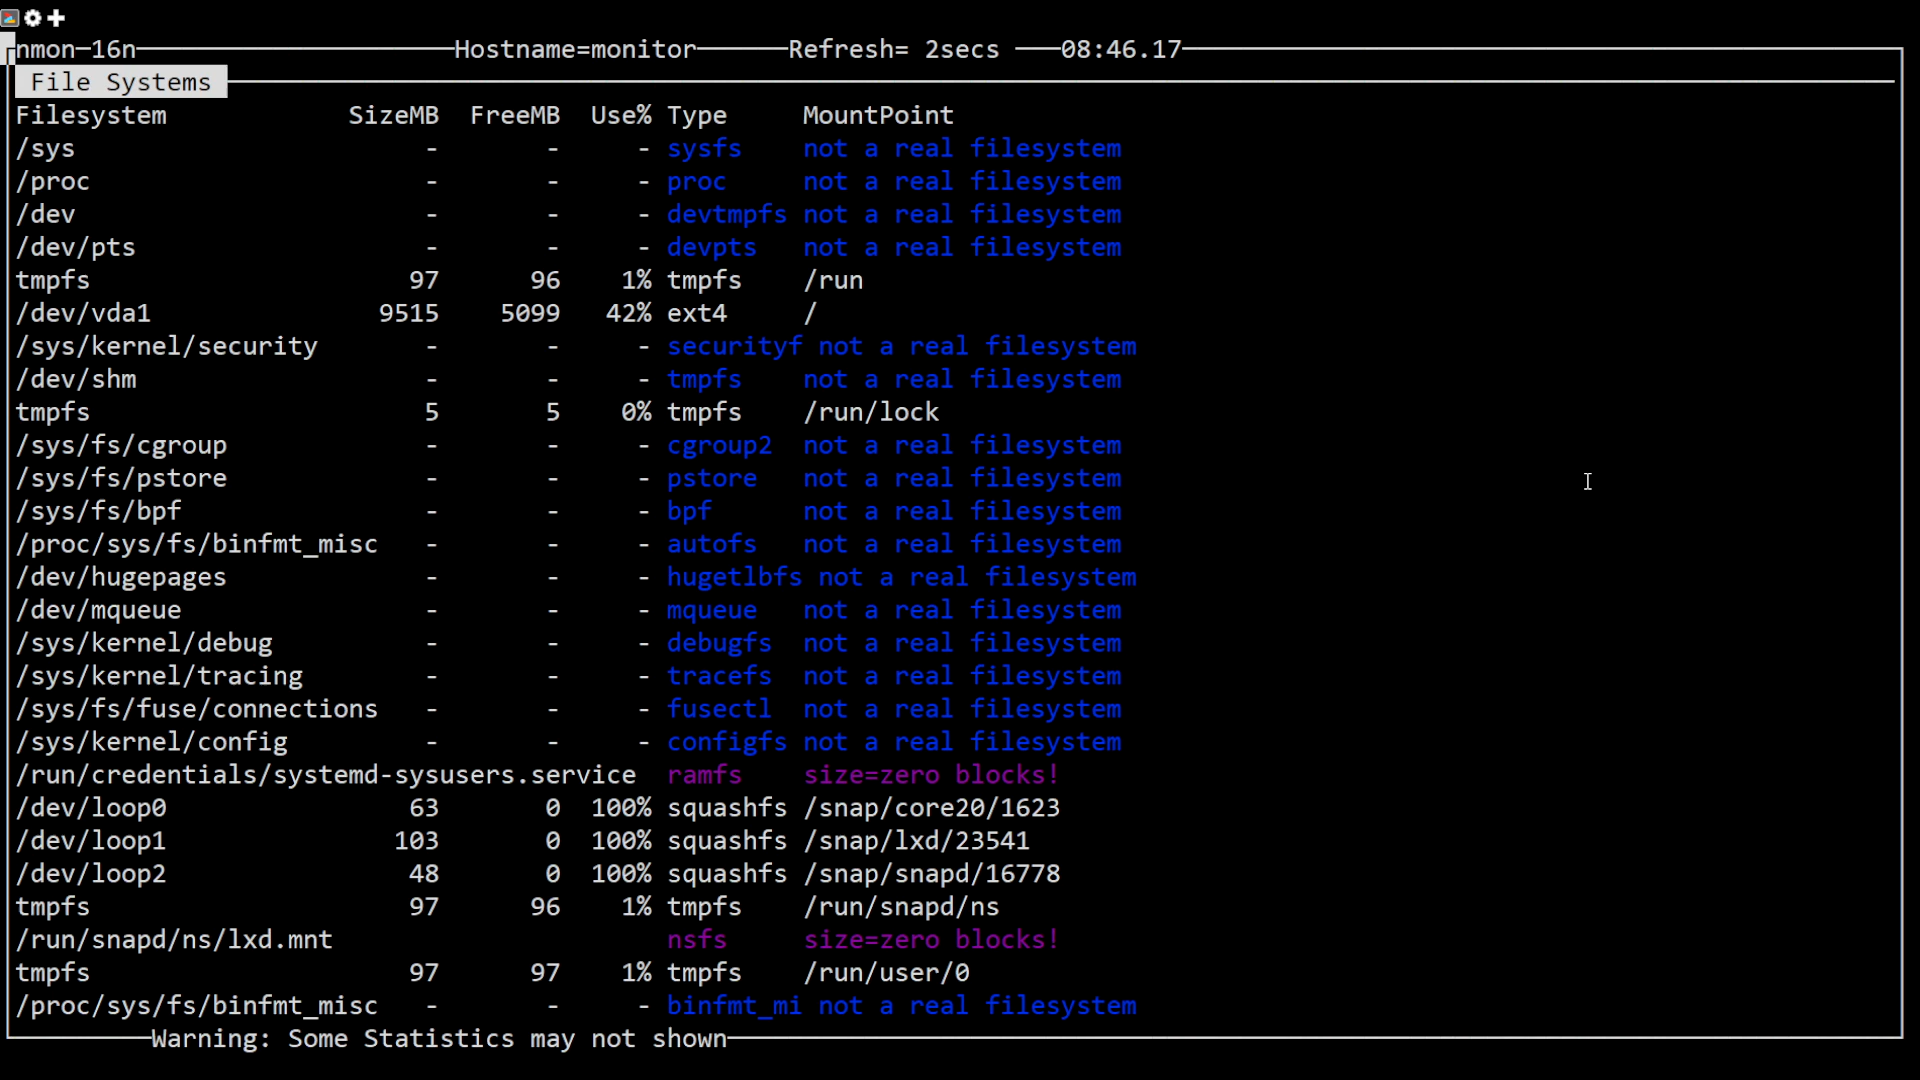 nmon─16n─────────────────────Hostname=monitor──────Refresh= 2secs ───08:46.17─
File Systems
Filesystem            SizeMB  FreeMB  Use% Type     MountPoint
/sys                       -       -     - sysfs    not a real filesystem
/proc                      -       -     - proc     not a real filesystem
/dev                       -       -     - devtmpfs not a real filesystem
/dev/pts                   -       -     - devpts   not a real filesystem
tmpfs                     97      96    1% tmpfs    /run
/dev/vda1               9515    5099   42% ext4     /
/sys/kernel/security       -       -     - securityf not a real filesystem
/dev/shm                   -       -     - tmpfs    not a real filesystem
tmpfs                      5       5    0% tmpfs    /run/lock
/sys/fs/cgroup             -       -     - cgroup2  not a real filesystem
/sys/fs/pstore             -       -     - pstore   not a real filesystem
/sys/fs/bpf                -       -     - bpf      not a real filesystem
/proc/sys/fs/binfmt_misc   -       -     - autofs   not a real filesystem
/dev/hugepages             -       -     - hugetlbfs not a real filesystem
/dev/mqueue                -       -     - mqueue   not a real filesystem
/sys/kernel/debug          -       -     - debugfs  not a real filesystem
/sys/kernel/tracing        -       -     - tracefs  not a real filesystem
/sys/fs/fuse/connections   -       -     - fusectl  not a real filesystem
/sys/kernel/config         -       -     - configfs not a real filesystem
/run/credentials/systemd-sysusers.service  ramfs    size=zero blocks!
/dev/loop0                63       0  100% squashfs /snap/core20/1623
/dev/loop1               103       0  100% squashfs /snap/lxd/23541
/dev/loop2                48       0  100% squashfs /snap/snapd/16778
tmpfs                     97      96    1% tmpfs    /run/snapd/ns
/run/snapd/ns/lxd.mnt                      nsfs     size=zero blocks!
tmpfs                     97      97    1% tmpfs    /run/user/0
/proc/sys/fs/binfmt_misc   -       -     - binfmt_mi not a real filesystem
Warning: Some Statistics may not shown